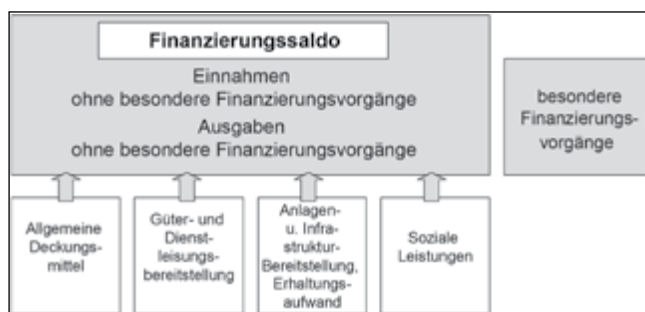 Finanzierungssaldo
Einnahmen
ohne besondere Finanzierungsvorgänge
Ausgaben
ohne besondere Finanzierungsvorgänge
besondere
Finanzierungs-
vorgänge
Allgemeine
Deckungs-
mittel
Güter- und
Dienst-
leisungs-
bereitstellung
Anlagen-
u. Infra-
struktur-
Bereitstellung,
Erhaltungs-
aufwand
Soziale
Leistungen